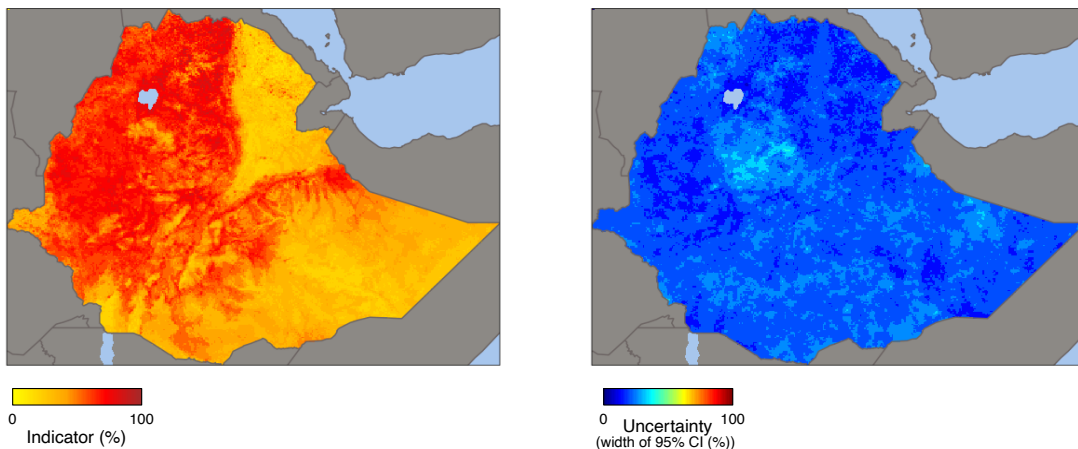 0 100
Indicator (%)
0 100
Uncertainty
(width of 95% CI (%))